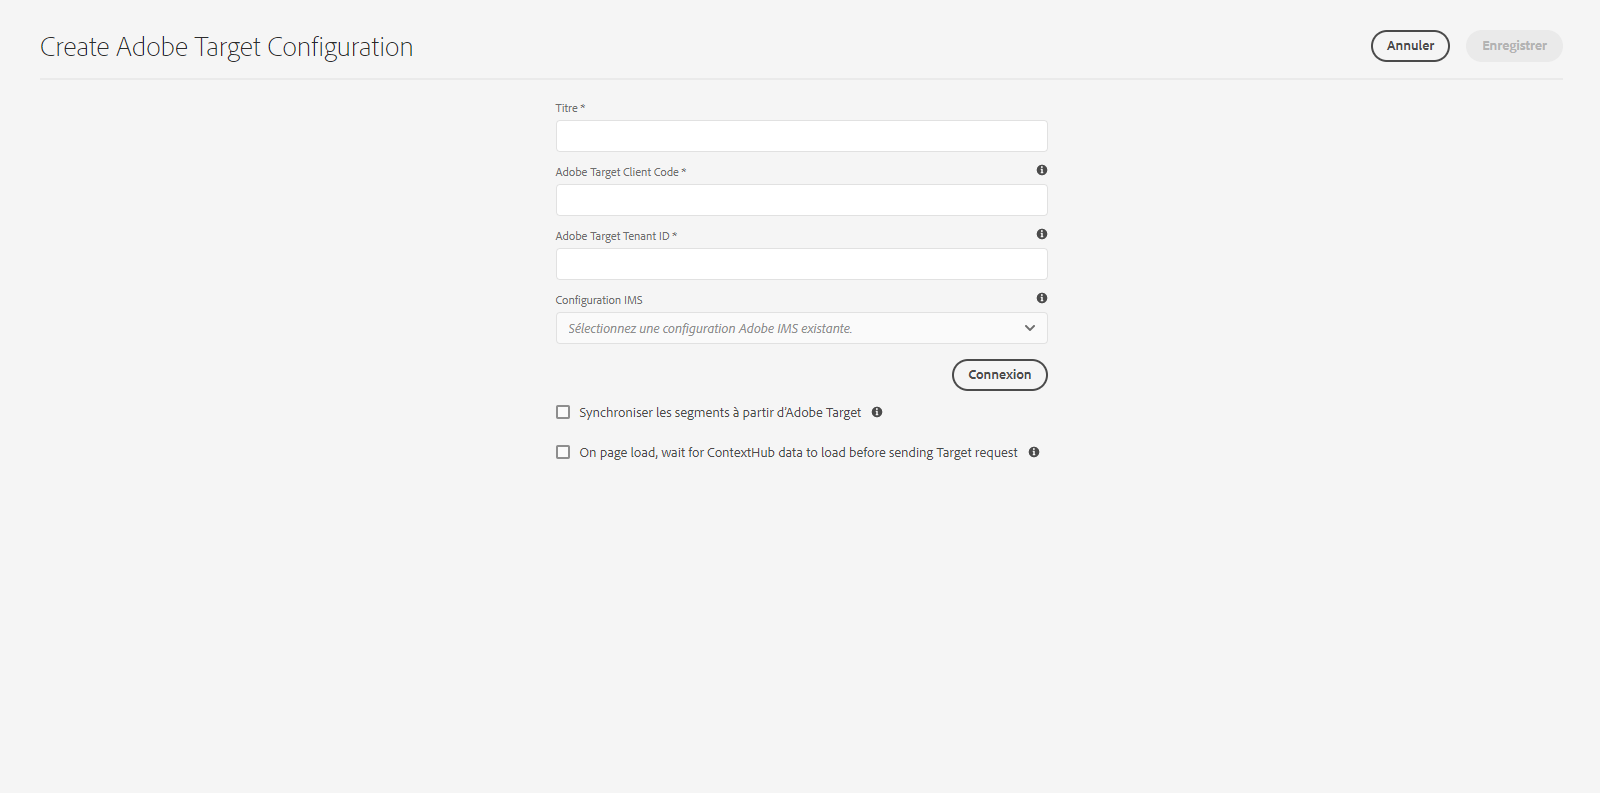 Create Adobe Target Configuration
Annuler
Enregistrer
Titre *
Adobe Target Client Code *
Adobe Target Tenant ID *
Configuration IMS
Sélectionnez une configuration Adobe IMS existante.
Connexion
Synchroniser les segments à partir d'Adobe Target
On page load, wait for ContextHub data to load before sending Target request